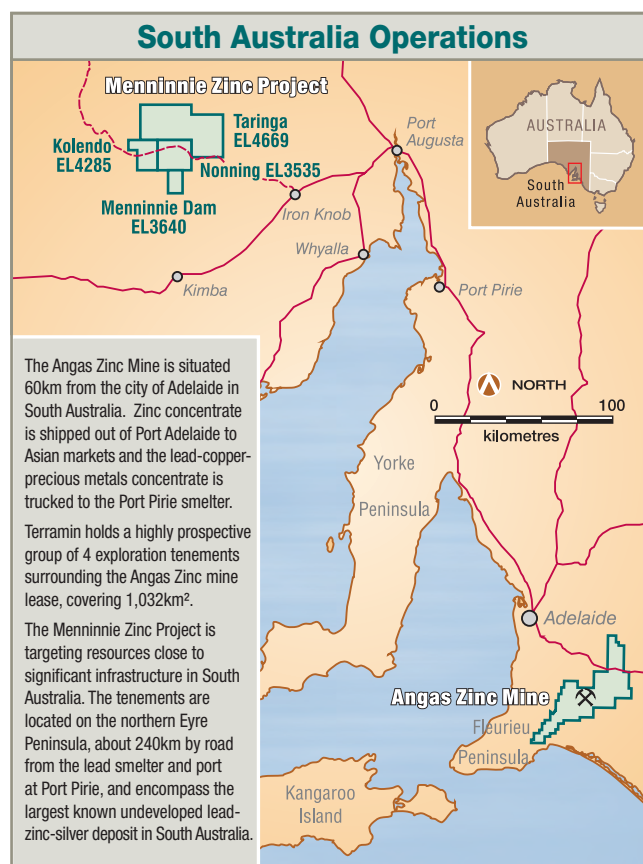 South Australia Operations
Menninnie Zinc Project
Taringa
EL4669
Kolendo
EL4285
Nonning EL3535
Menninnie Dam
EL3640
Port
Augusta
Iron Knob
Whyalla
Kimba
Port Pirie
AUSTRALIA
South
Australia
NORTH
0
100
kilometres
The Angas Zinc Mine is situated
60km from the city of Adelaide in
South Australia. Zinc concentrate
is shipped out of Port Adelaide to
Asian markets and the lead-copper-
precious metals concentrate is
trucked to the Port Pirie smelter.
Terramin holds a highly prospective
group of 4 exploration tenements
surrounding the Angas Zinc mine
lease, covering 1,032km².
The Menninnie Zinc Project is
targeting resources close to
significant infrastructure in South
Australia. The tenements are
located on the northern Eyre
Peninsula, about 240km by road
from the lead smelter and port
at Port Pirie, and encompass the
largest known undeveloped lead-
zinc-silver deposit in South Australia.
Yorke
Peninsula
Adelaide
Angas Zinc Mine
Fleurieu
Peninsula
Kangaroo
Island